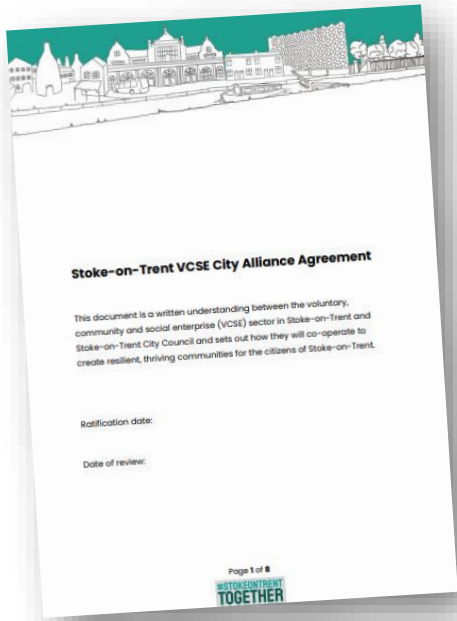 Stoke-on-Trent VCSE City Alliance Agreement
This document is a written understanding between the voluntary,
community and social enterprise (VCSE) sector in Stoke-on-Trent and
Stoke-on-Trent City Council and sets out how they will co-operate to
create resilient, thriving communities for the citizens of Stoke-on-Trent.
Ratification date:
Date of review:
Page 1 of 8
#STOKEONTRENT
TOGETHER